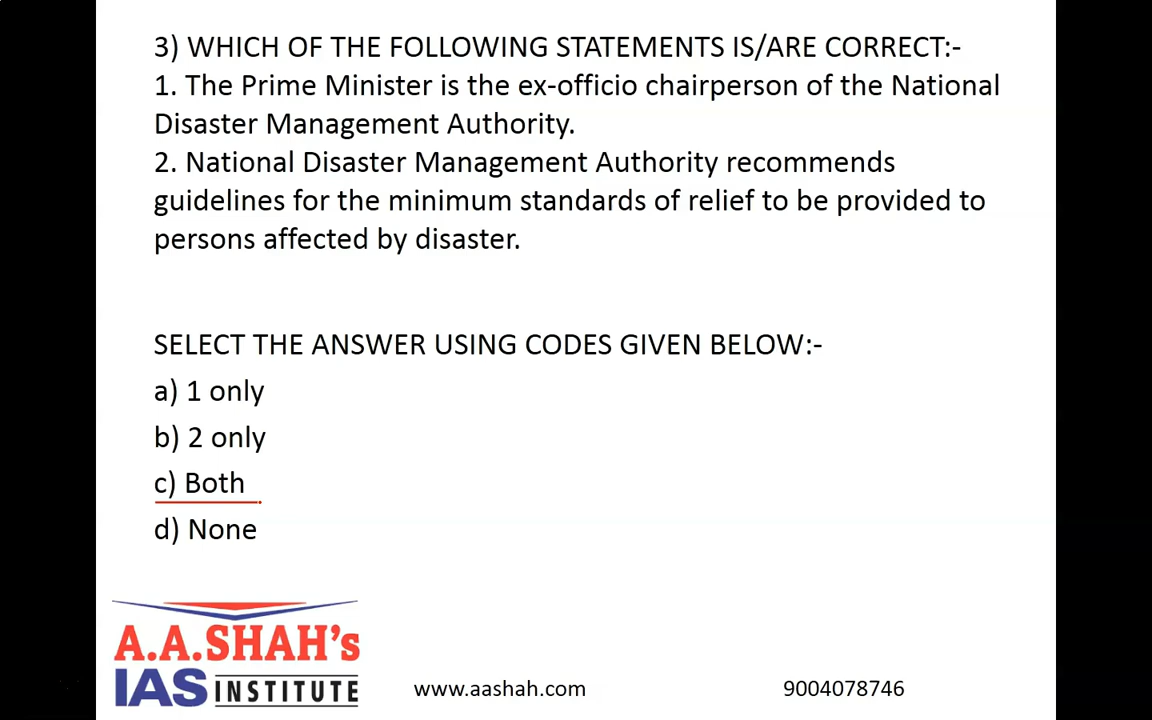 3) WHICH OF THE FOLLOWING STATEMENTS IS/ARE CORRECT:-
1. The Prime Minister is the ex-officio chairperson of the National
Disaster Management Authority.
2. National Disaster Management Authority recommends
guidelines for the minimum standards of relief to be provided to
persons affected by disaster.
SELECT THE ANSWER USING CODES GIVEN BELOW:-
a) 1 only
b) 2 only
c) Both
d) None
A.A.SHAH's
IAS INSTITUTE
www.aashah.com
9004078746